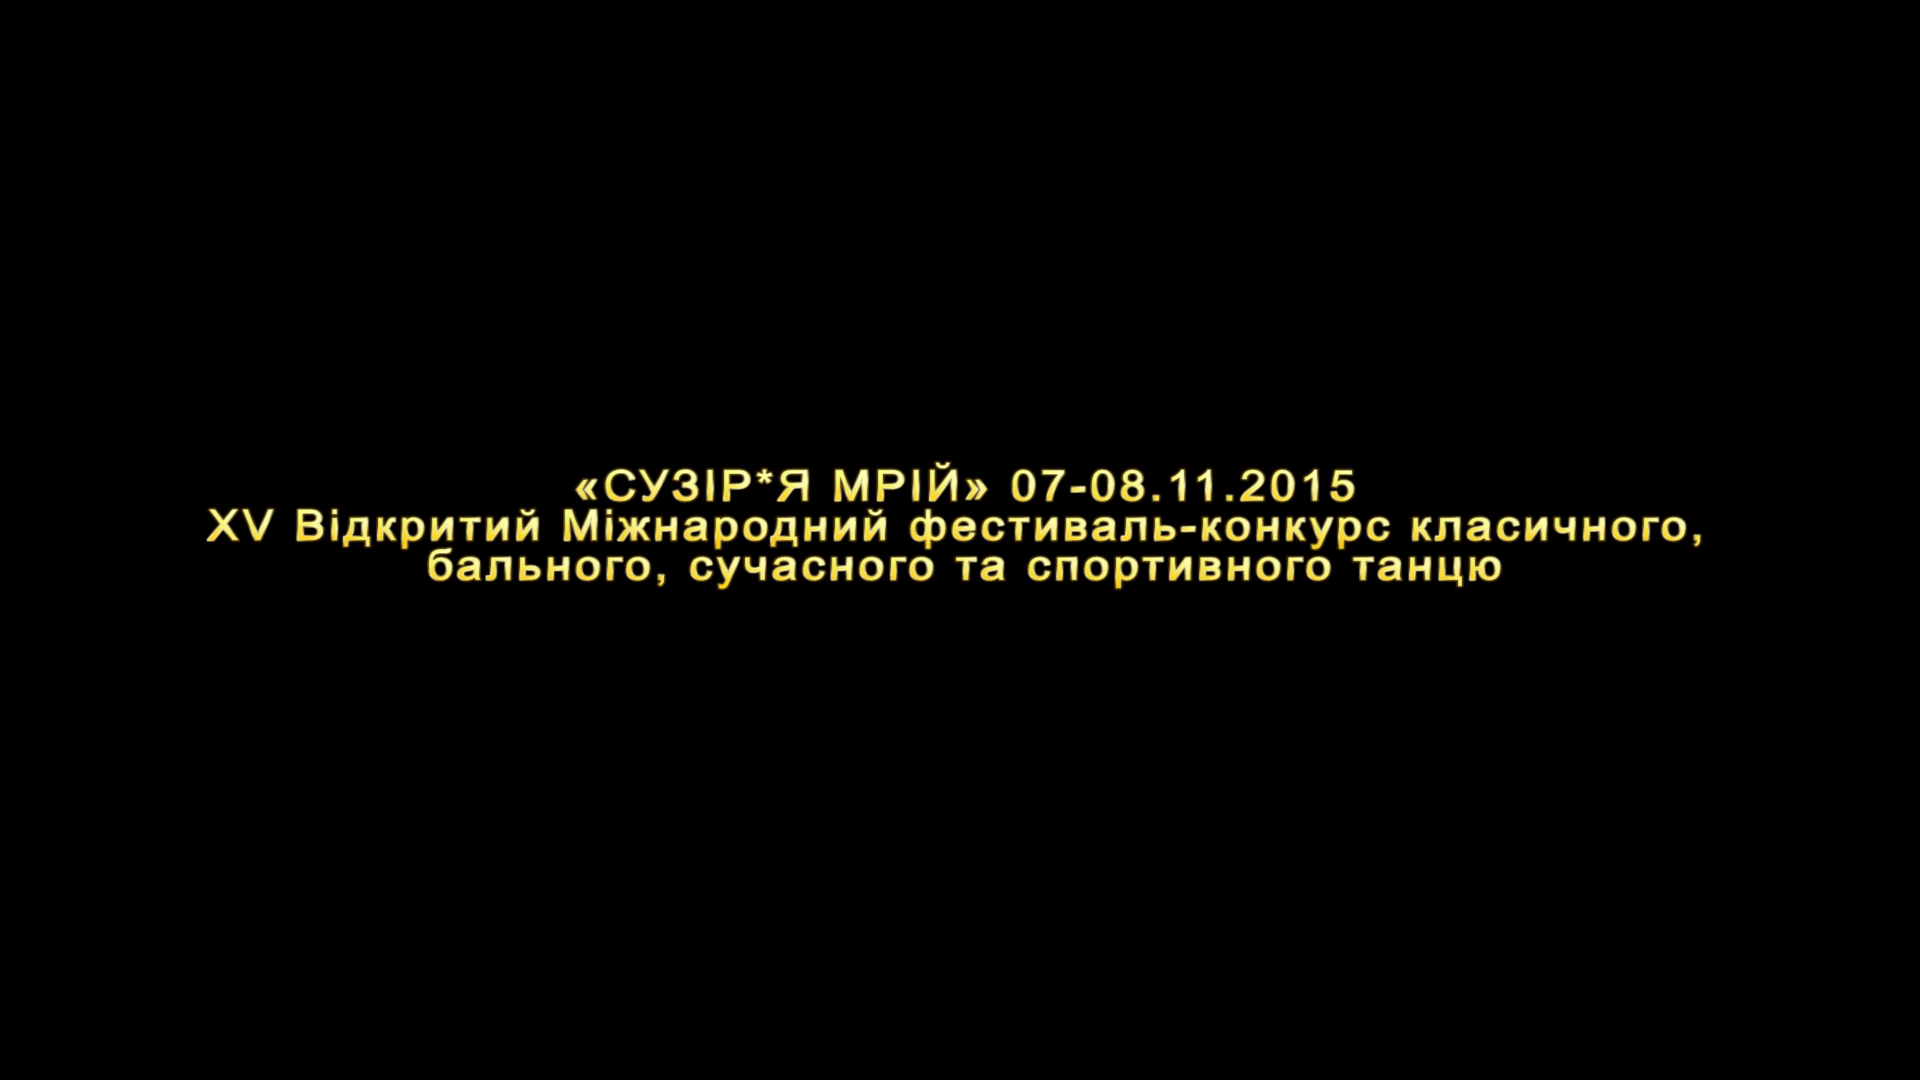 «СУЗІР*Я МРІЙ» 07-08.11.2015
XV Відкритий Міжнародний фестиваль-конкурс класичного,
бального, сучасного та спортивного танцю